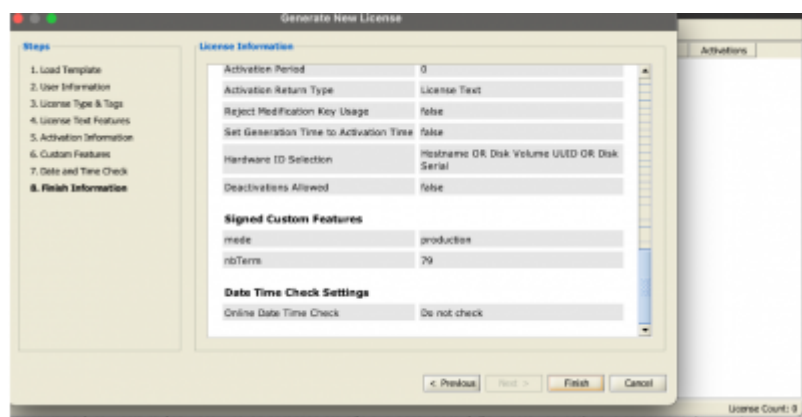 Generate New License
Steps
1. Load Template
2. User Information
3. License Type & Tags
4. License Text Features
5. Activation Information
6. Custom Features
7. Date and Time Check
8. Finish Information
License Information
Activation Period 0
Activation Return Type License Text
Reject Modification Key Usage false
Set Generation Time to Activation Time false
Hardware ID Selection Hostname OR Disk Volume UUID OR Disk
Serial
Deactivations Allowed false
Signed Custom Features
mode production
nbTerm 79
Date Time Check Settings
Online Date Time Check Do not check
< Previous Next > Finish Cancel
Activations
License Count: 0